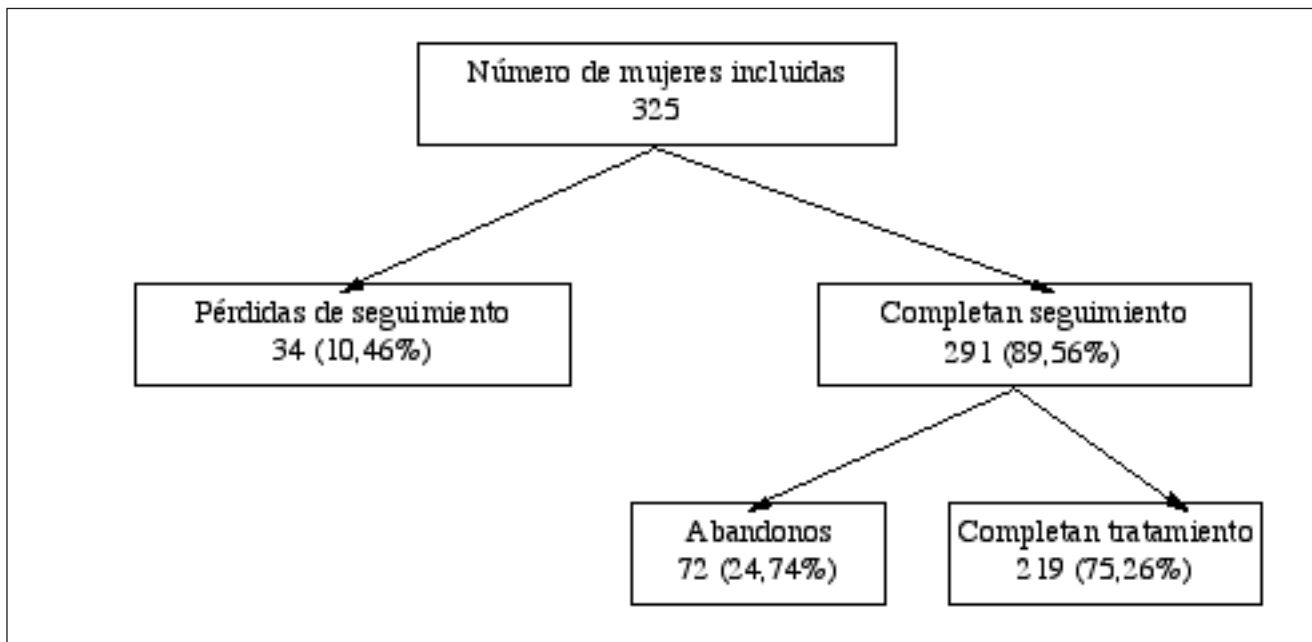 Número de mujeres incluidas
325
Pérdidas de seguimiento
34 (10,46%)
Completan seguimiento
291 (89,56%)
Abandonos
72 (24,74%)
Completan tratamiento
219 (75,26%)